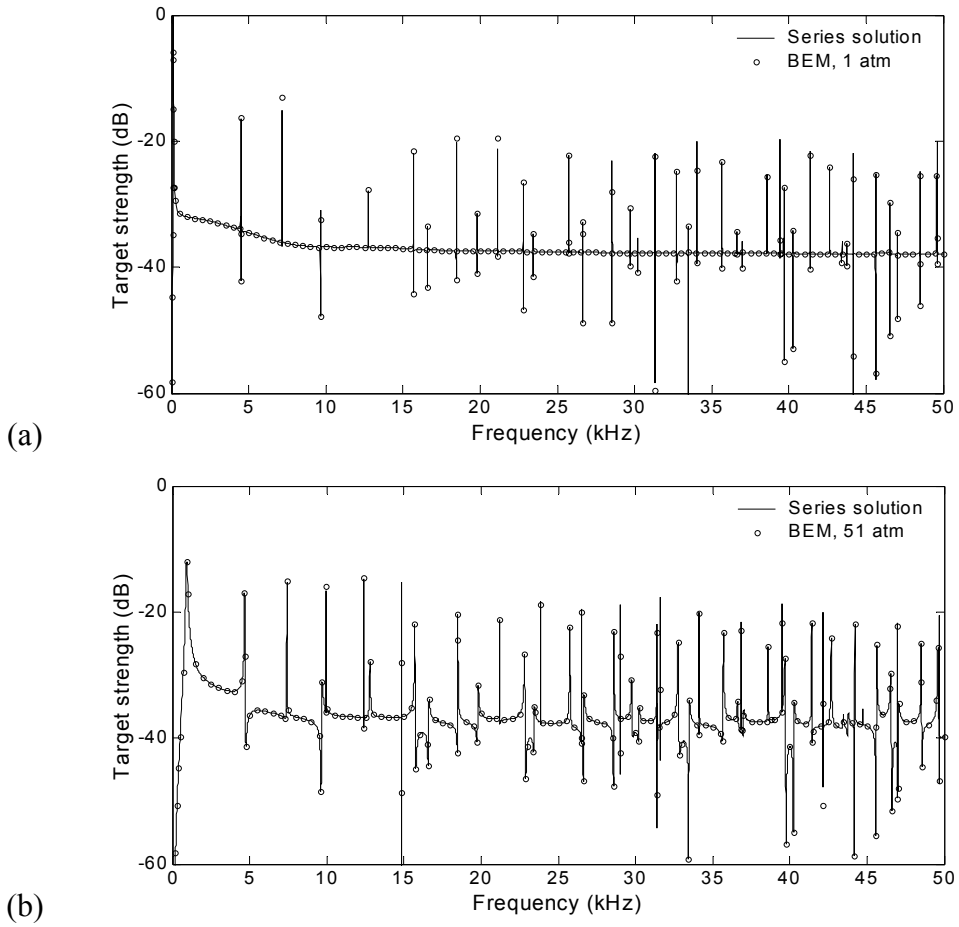 0
-20
-40
-60
Target strength (dB)
Series solution
BEM, 1 atm
0 5 10 15 20 25 30 35 40 45 50
Frequency (kHz)
(a)
0
-20
-40
-60
Target strength (dB)
Series solution
BEM, 51 atm
0 5 10 15 20 25 30 35 40 45 50
Frequency (kHz)
(b)